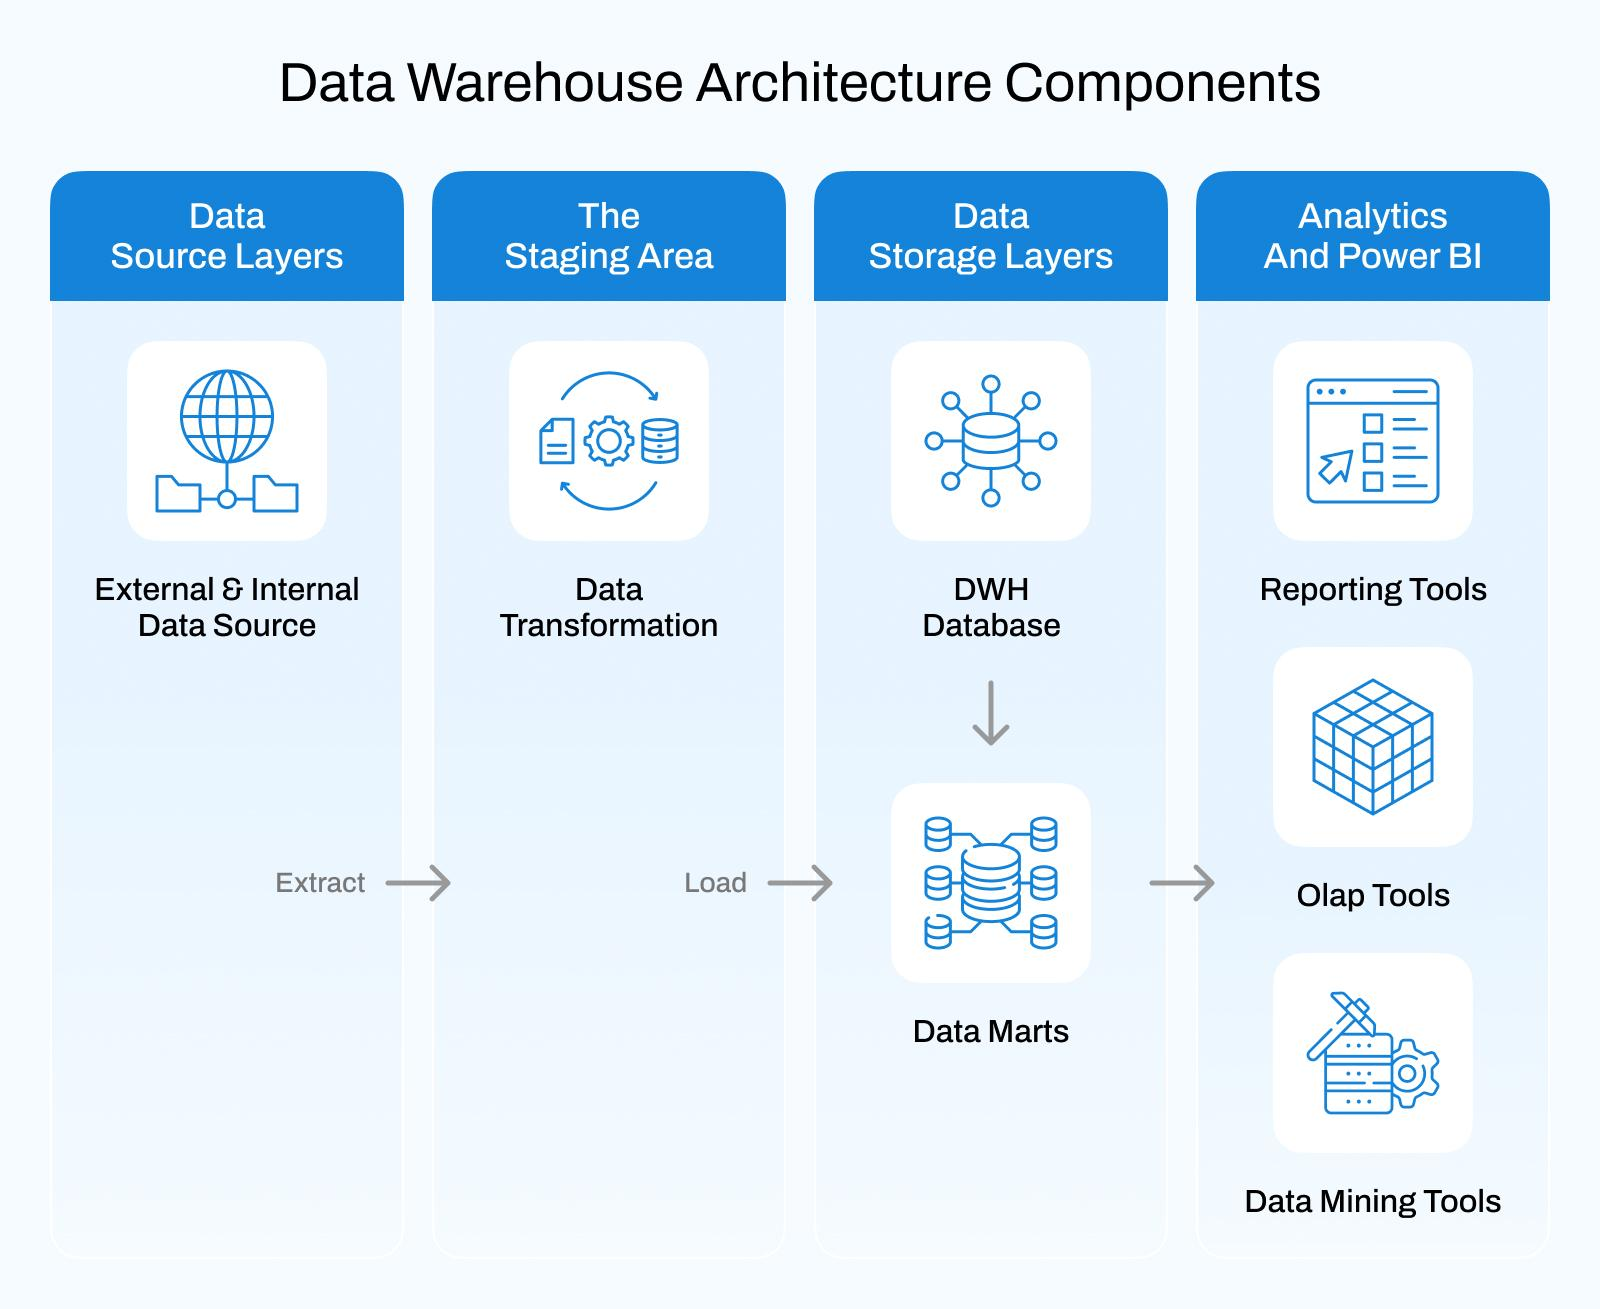 Data Warehouse Architecture Components
Data
Source Layers
External & Internal
Data Source
Extract
The
Staging Area
Data
Transformation
Load
Data
Storage Layers
DWH
Database
Data Marts
Analytics
And Power BI
Reporting Tools
Olap Tools
Data Mining Tools